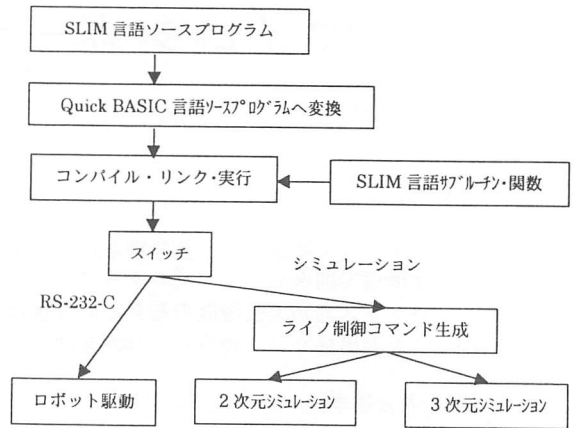 SLIM 言語ソースプログラム
Quick BASIC 言語ｿｰｽﾌﾟﾛｸﾞﾗﾑへ変換
コンパイル・リンク・実行
SLIM 言語ｻﾌﾞﾙｰﾁﾝ・関数
スイッチ
シミュレーション
RS-232-C
ライノ制御コマンド生成
ロボット駆動
2 次元ｼﾐｭﾚｰｼｮﾝ
3 次元ｼﾐｭﾚｰｼｮﾝ